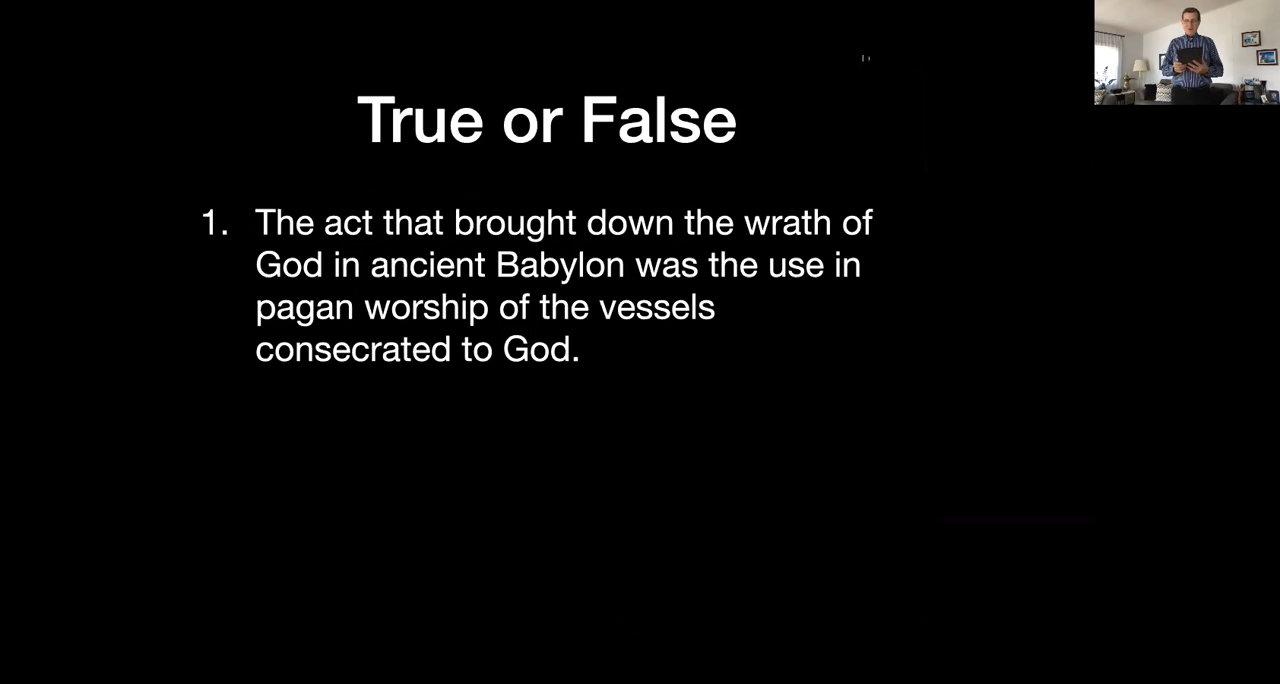 True or False
1. The act that brought down the wrath of
God in ancient Babylon was the use in
pagan worship of the vessels
consecrated to God.